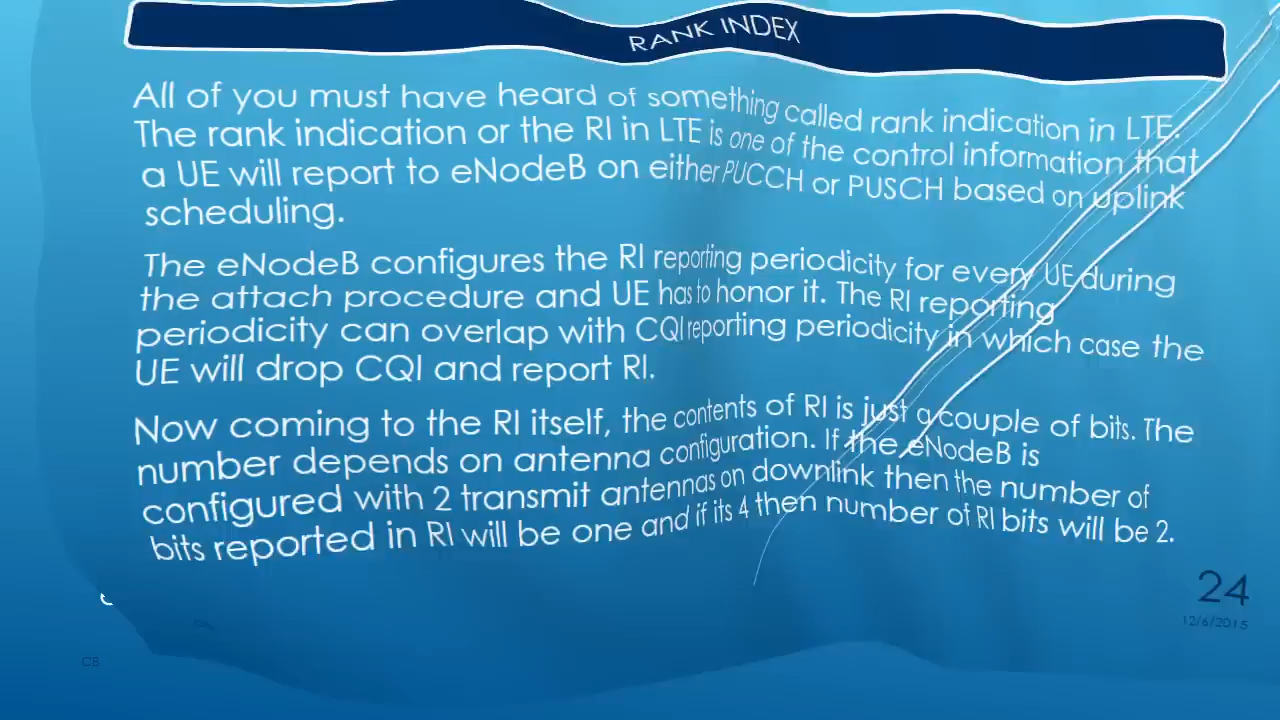 RANK INDEX
All of you must have heard of something called rank indication in LTE.
The rank indication or the RI in LTE is one of the control information that
a UE will report to eNodeB on either PUCCH or PUSCH based on uplink
scheduling.
The eNodeB configures the RI reporting periodicity for every UE during
the attach procedure and UE has to honor it. The RI reporting
periodicity can overlap with CQI reporting periodicity in which case the
UE will drop CQI and report RI.
Now coming to the RI itself, the contents of RI is just a couple of bits. The
number depends on antenna configuration. If the eNodeB is
configured with 2 transmit antennas on downlink then the number of
bits reported in RI will be one and if its 4 then number of RI bits will be 2.
24
12/6/2015
CB